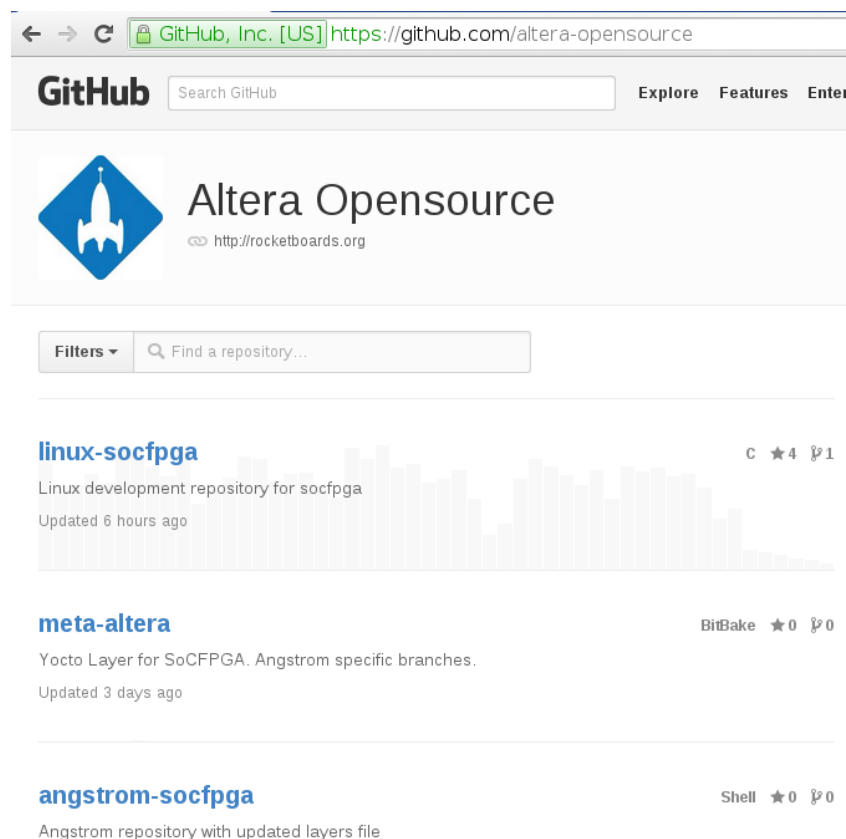 GitHub, Inc. [US] https://github.com/altera-opensource
GitHub Search GitHub Explore Features Enter
Altera Opensource
http://rocketboards.org
Filters Find a repository...
linux-socfpga C 4 1
Linux development repository for socfpga
Updated 6 hours ago
meta-altera BitBake 0 0
Yocto Layer for SoCFPGA. Angstrom specific branches.
Updated 3 days ago
angstrom-socfpga Shell 0 0
Angstrom repository with updated layers file